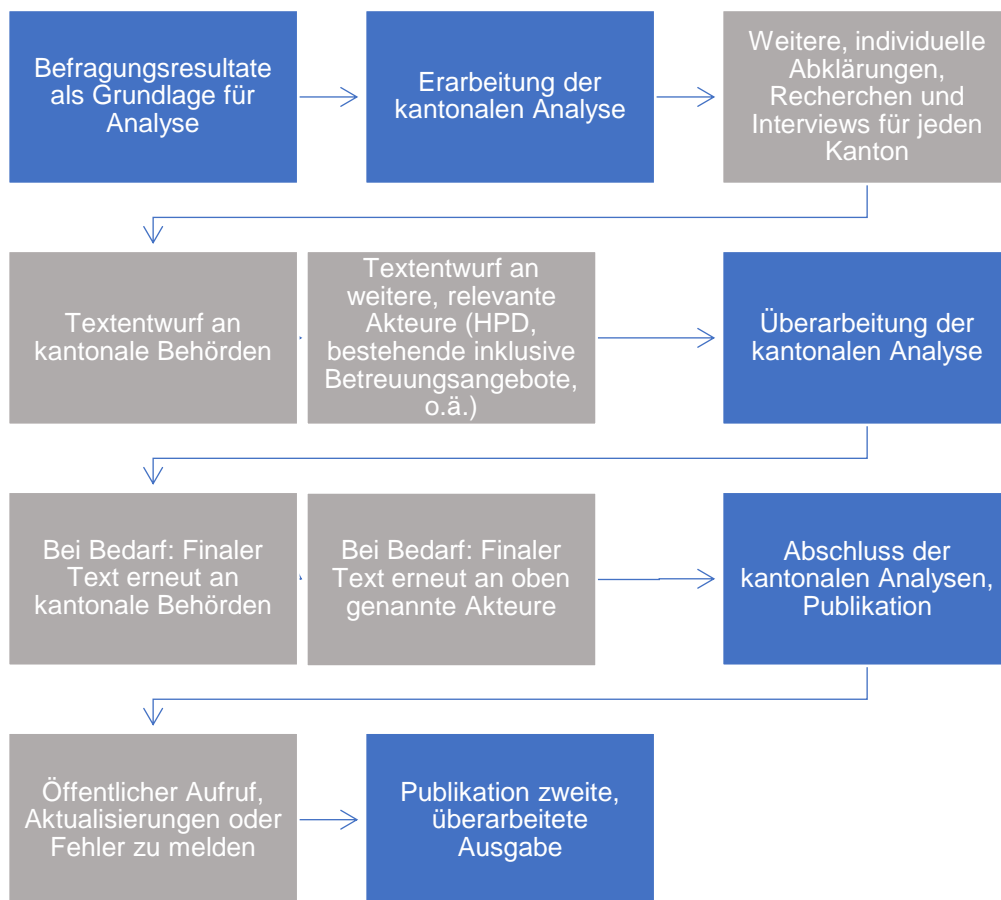 Befragungsresultate
als Grundlage für
Analyse
Erarbeitung der
kantonalen Analyse
Weitere, individuelle
Abklärungen,
Recherchen und
Interviews für jeden
Kanton
Textentwurf an
kantonale Behörden
Textentwurf an
weitere, relevante
Akteure (HPD,
bestehende inklusive
Betreuungsangebote,
o.ä.)
Überarbeitung der
kantonalen Analyse
Bei Bedarf: Finaler
Text erneut an
kantonale Behörden
Bei Bedarf: Finaler
Text erneut an oben
genannte Akteure
Abschluss der
kantonalen Analysen,
Publikation
Öffentlicher Aufruf,
Aktualisierungen oder
Fehler zu melden
Publikation zweite,
überarbeitete
Ausgabe